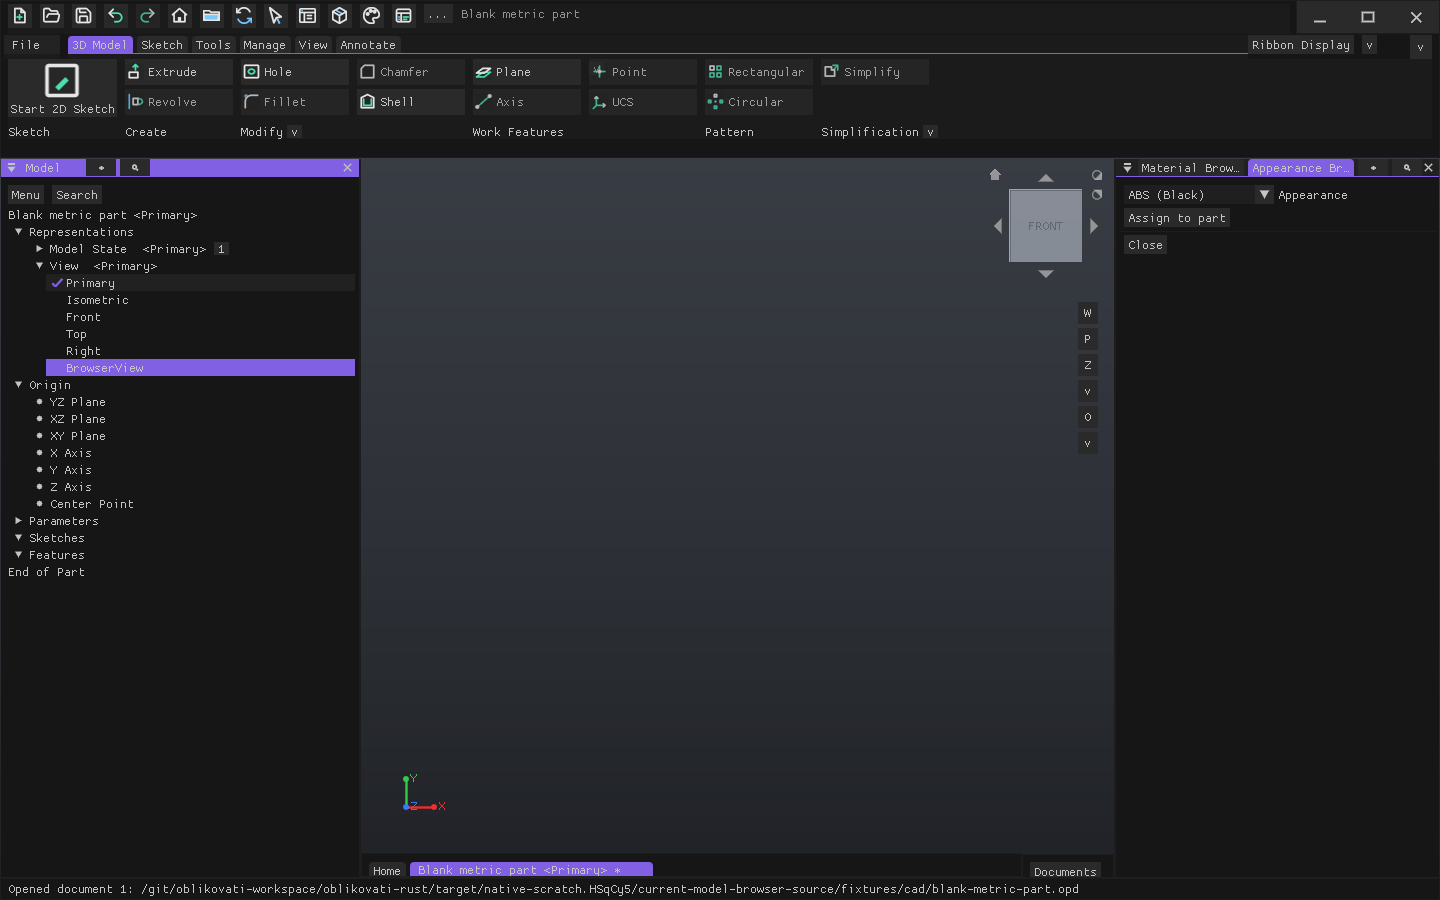 ... Blank metric part
File 3D Model Sketch Tools Manage View Annotate Ribbon Display v v
Start 2D Sketch
Extrude Hole Chamfer Plane Point Rectangular Simplify
Revolve Fillet Shell Axis UCS Circular
Sketch Create Modify v Work Features Pattern Simplification v
Model
Menu Search
Blank metric part <Primary>
Representations
Model State <Primary> 1
View <Primary>
Primary
Isometric
Front
Top
Right
BrowserView
Origin
YZ Plane
XZ Plane
XY Plane
X Axis
Y Axis
Z Axis
Center Point
Parameters
Sketches
Features
End of Part
FRONT
W
P
Z
v
O
v
Y
Z X
Material Brow… Appearance Br…
ABS (Black) Appearance
Assign to part
Close
Home Blank metric part <Primary> * Documents
Opened document 1: /git/oblikovati-workspace/oblikovati-rust/target/native-scratch.HSqCy5/current-model-browser-source/fixtures/cad/blank-metric-part.opd